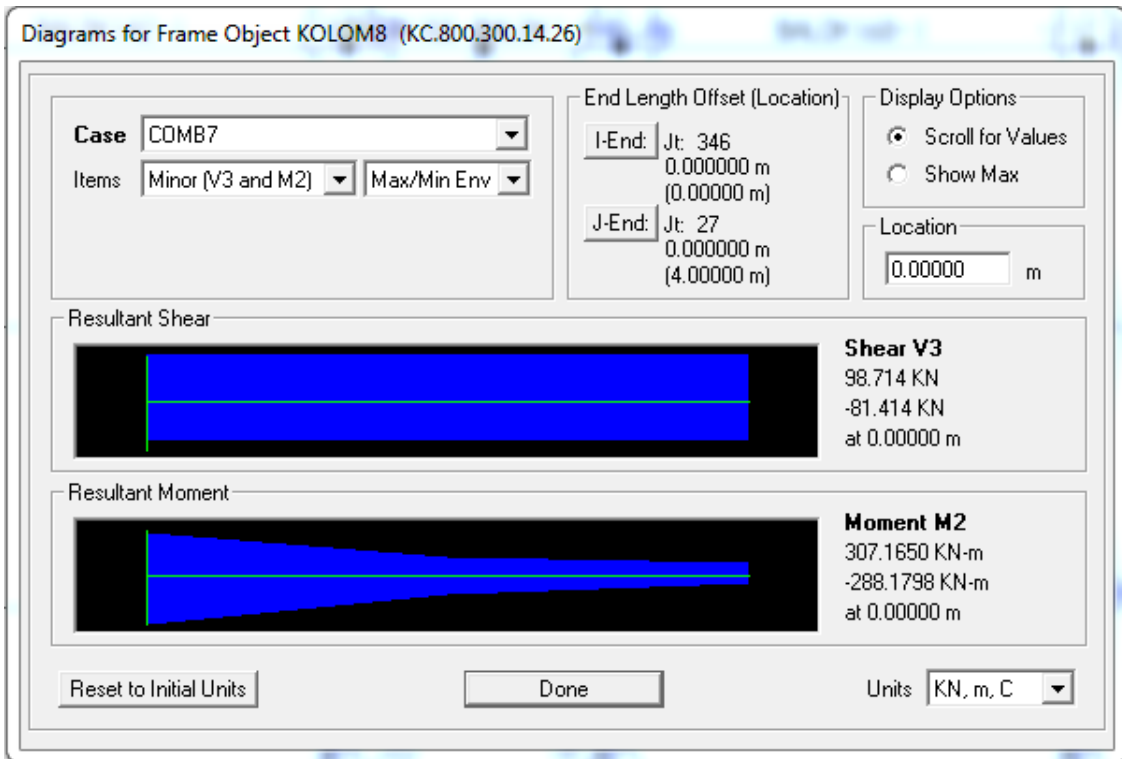 Diagrams for Frame Object KOLOM8 (KC.800.300.14.26)
Case COMB7
Items Minor (V3 and M2) Max/Min Env
End Length Offset (Location)
I-End: Jt: 346
0.000000 m
(0.00000 m)
J-End: Jt: 27
0.000000 m
(4.00000 m)
Display Options
Scroll for Values
Show Max
Location
0.00000 m
Resultant Shear
Shear V3
98.714 KN
-81.414 KN
at 0.00000 m
Resultant Moment
Moment M2
307.1650 KN-m
-288.1798 KN-m
at 0.00000 m
Reset to Initial Units
Done
Units KN, m, C